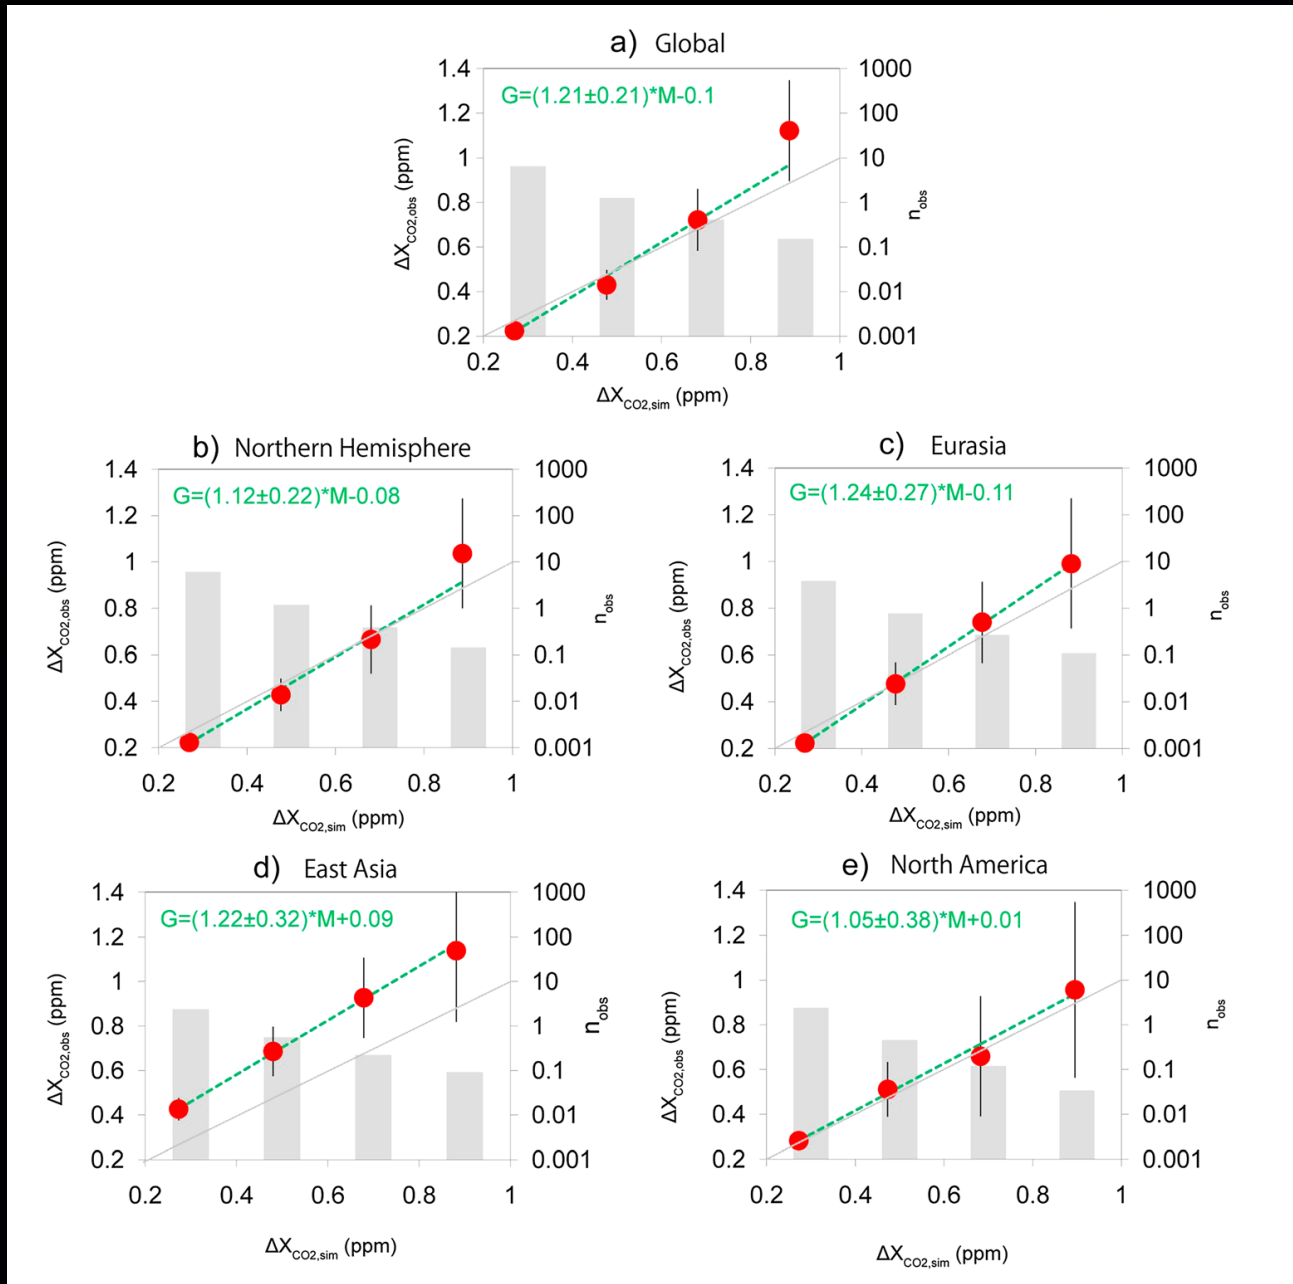 a) Global
G=(1.21±0.21)*M-0.1
1.4
1.2
1
0.8
0.6
0.4
0.2
ΔXCO2,obs (ppm)
1000
100
10
1
0.1
0.01
0.001
nobs
0.2 0.4 0.6 0.8 1
ΔXCO2,sim (ppm)
b) Northern Hemisphere
G=(1.12±0.22)*M-0.08
1.4
1.2
1
0.8
0.6
0.4
0.2
ΔXCO2,obs (ppm)
1000
100
10
1
0.1
0.01
0.001
nobs
0.2 0.4 0.6 0.8 1
ΔXCO2,sim (ppm)
c) Eurasia
G=(1.24±0.27)*M-0.11
1.4
1.2
1
0.8
0.6
0.4
0.2
ΔXCO2,obs (ppm)
1000
100
10
1
0.1
0.01
0.001
nobs
0.2 0.4 0.6 0.8 1
ΔXCO2,sim (ppm)
d) East Asia
G=(1.22±0.32)*M+0.09
1.4
1.2
1
0.8
0.6
0.4
0.2
ΔXCO2,obs (ppm)
1000
100
10
1
0.1
0.01
0.001
nobs
0.2 0.4 0.6 0.8 1
ΔXCO2,sim (ppm)
e) North America
G=(1.05±0.38)*M+0.01
1.4
1.2
1
0.8
0.6
0.4
0.2
ΔXCO2,obs (ppm)
1000
100
10
1
0.1
0.01
0.001
nobs
0.2 0.4 0.6 0.8 1
ΔXCO2,sim (ppm)